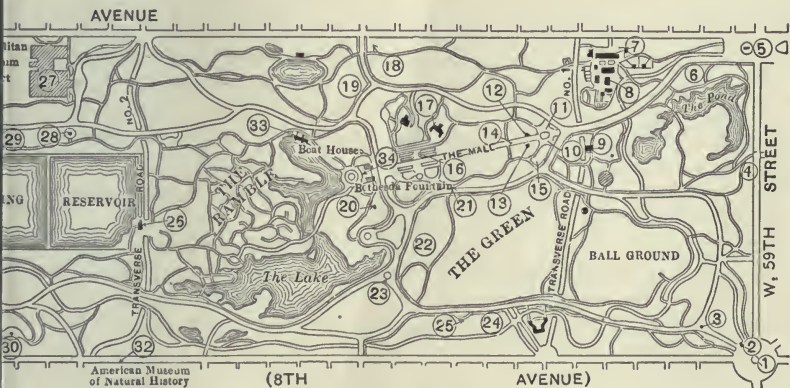 AVENUE
litan
um
rt
27
29
28
NO. 2
33
19
18
17
12
NO. 1
7
5
6
8
11
The Pond
14
THE MALL
10
9
Boat House
34
16
THE RAMBLE
Bethesda Fountain
4
STREET
ING
RESERVOIR
ROAD
26
20
21
13
15
22
THE GREEN
TRANSVERSE ROAD
BALL GROUND
The Lake
TRANSVERSE
23
25
24
3
2
1
W. 59TH
30
32
American Museum
of Natural History
(8TH
AVENUE)